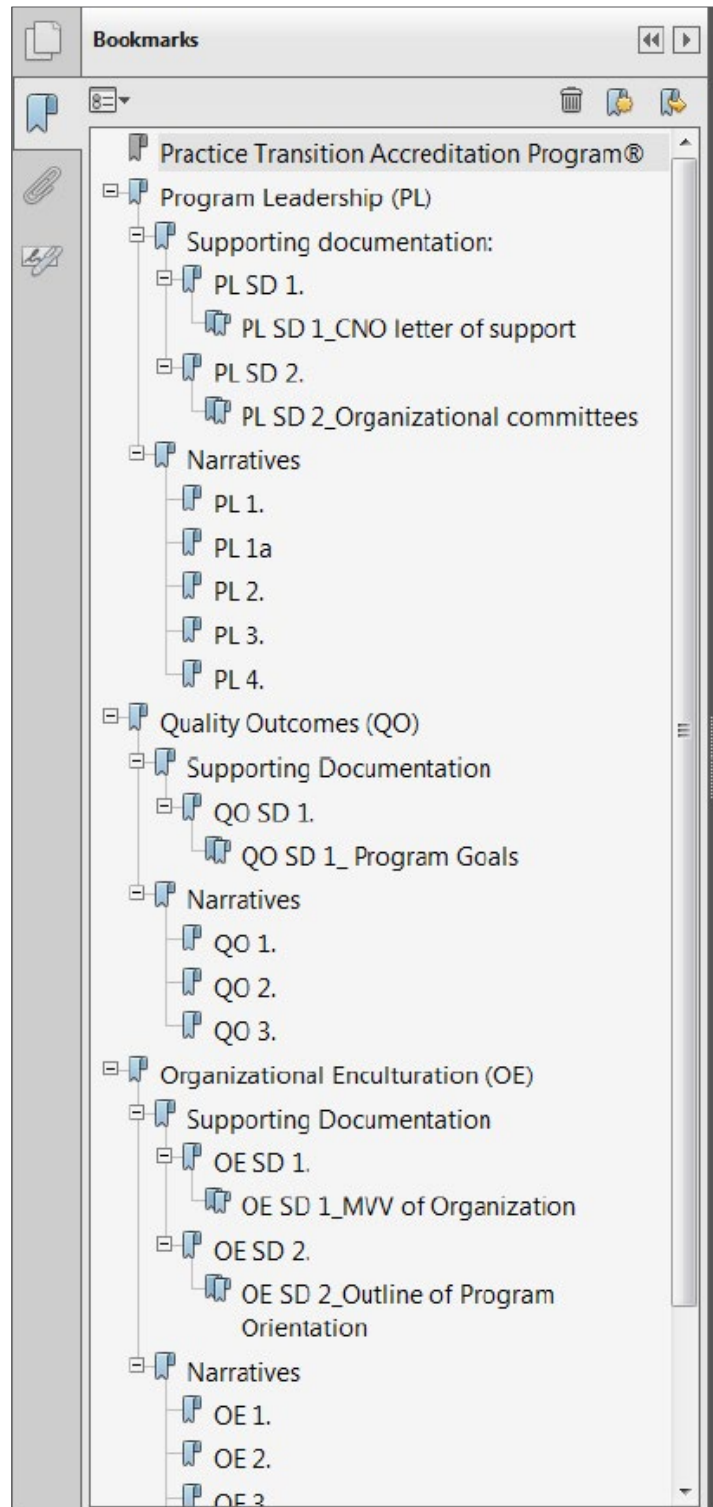 Bookmarks
Practice Transition Accreditation Program®
Program Leadership (PL)
Supporting documentation:
PL SD 1.
PL SD 1_CNO letter of support
PL SD 2.
PL SD 2_Organizational committees
Narratives
PL 1.
PL 1a
PL 2.
PL 3.
PL 4.
Quality Outcomes (QO)
Supporting Documentation
QO SD 1.
QO SD 1_ Program Goals
Narratives
QO 1.
QO 2.
QO 3.
Organizational Enculturation (OE)
Supporting Documentation
OE SD 1.
OE SD 1_MVV of Organization
OE SD 2.
OE SD 2_Outline of Program
Orientation
Narratives
OE 1.
OE 2.
OE 3